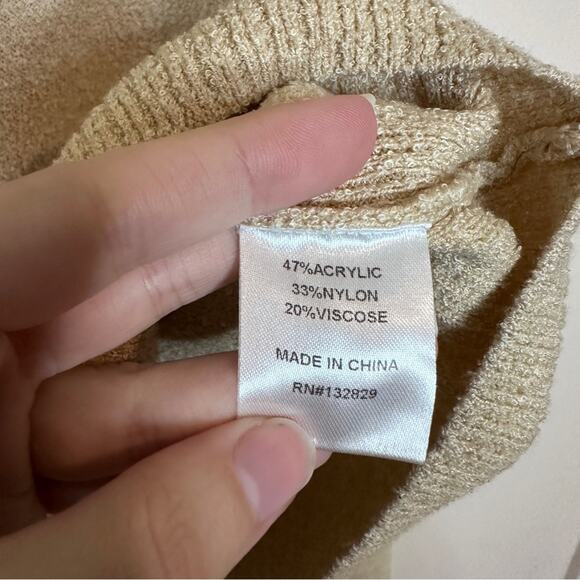 47%ACRYLIC
33%NYLON
20%VISCOSE
MADE IN CHINA
RN#132829